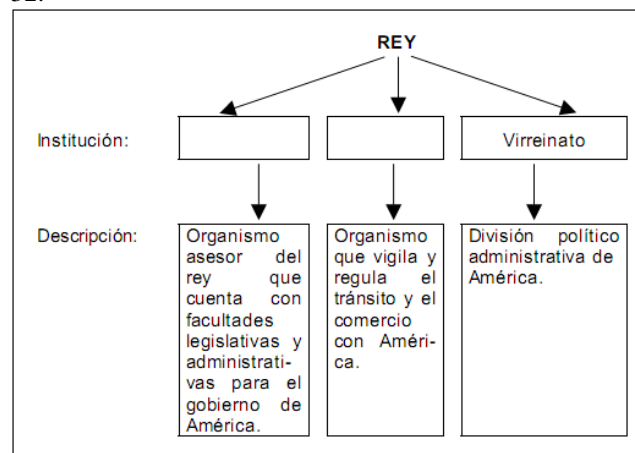 52.
REY
Institución:
Virreinato
Descripción:
Organismo
asesor del
rey que
cuenta con
facultades
legislativas y
administrati-
vas para el
gobierno de
América.
Organismo
que vigila y
regula el
tránsito y el
comercio
con Améri-
ca.
División político
administrativa de
América.